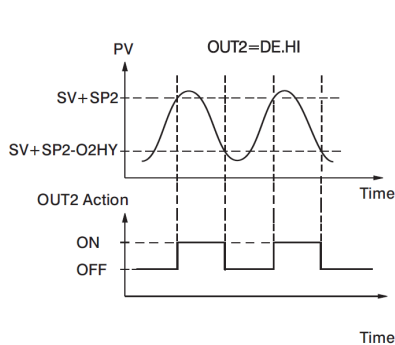 PV
OUT2=DE.HI
SV+SP2
SV+SP2-O2HY
Time
OUT2 Action
ON
OFF
Time